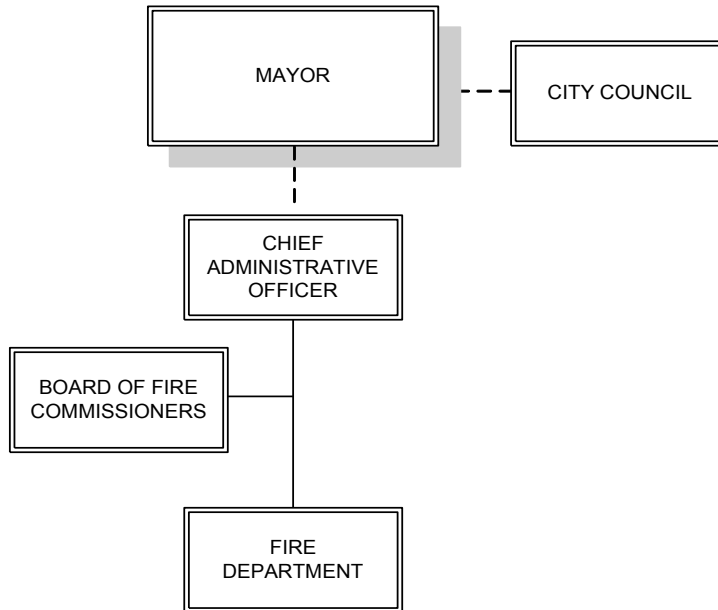 MAYOR
CITY COUNCIL
CHIEF
ADMINISTRATIVE
OFFICER
BOARD OF FIRE
COMMISSIONERS
FIRE
DEPARTMENT